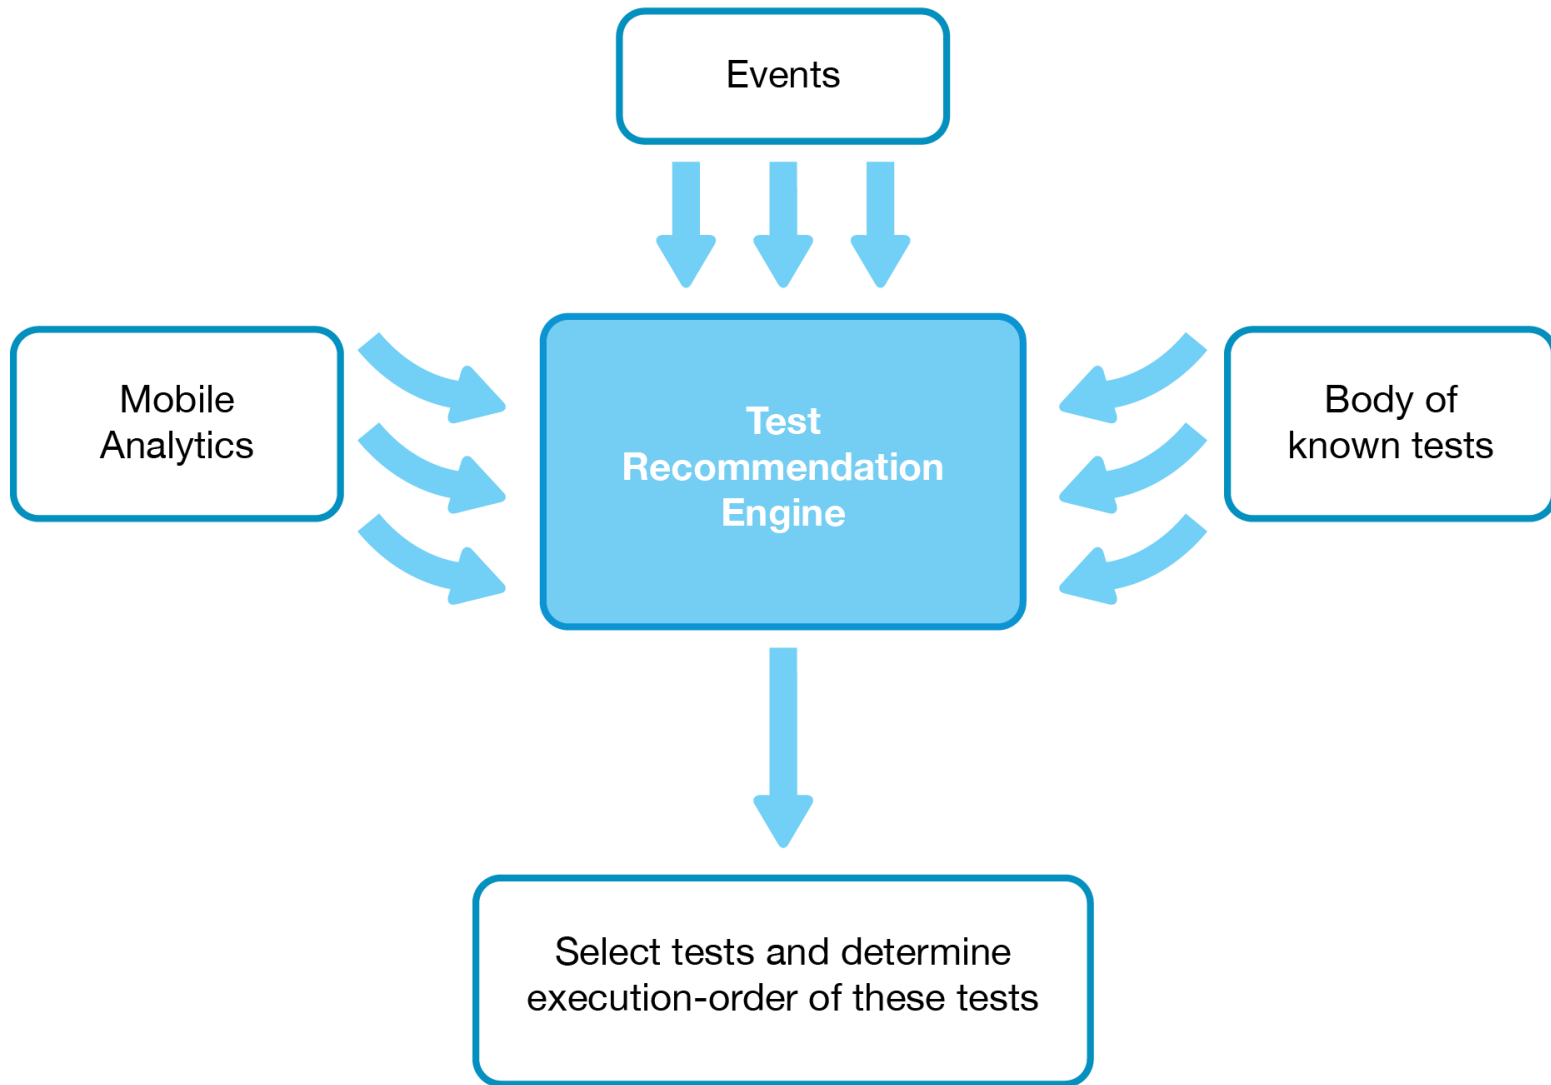 Events
Mobile
Analytics
Test
Recommendation
Engine
Body of
known tests
Select tests and determine
execution-order of these tests